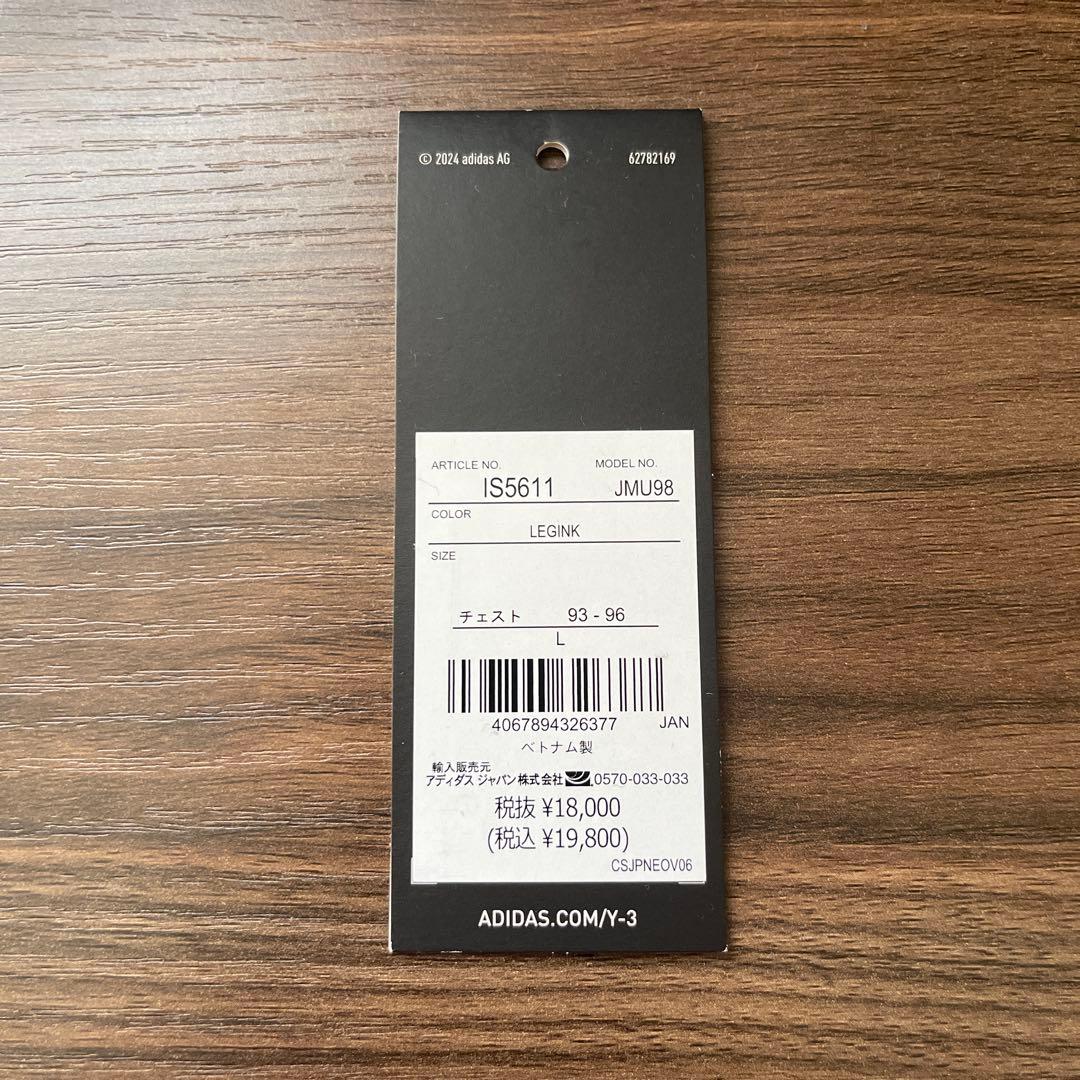 © 2024 adidas AG 62782169
ARTICLE NO. MODEL NO.
IS5611 JMU98
COLOR
LEGINK
SIZE
チェスト 93 - 96
L
4067894326377 JAN
ベトナム製
輸入販売元
アディダス ジャパン株式会社 0570-033-033
税抜 ¥18,000
(税込 ¥19,800)
CSJPNEOV06
ADIDAS.COM/Y-3